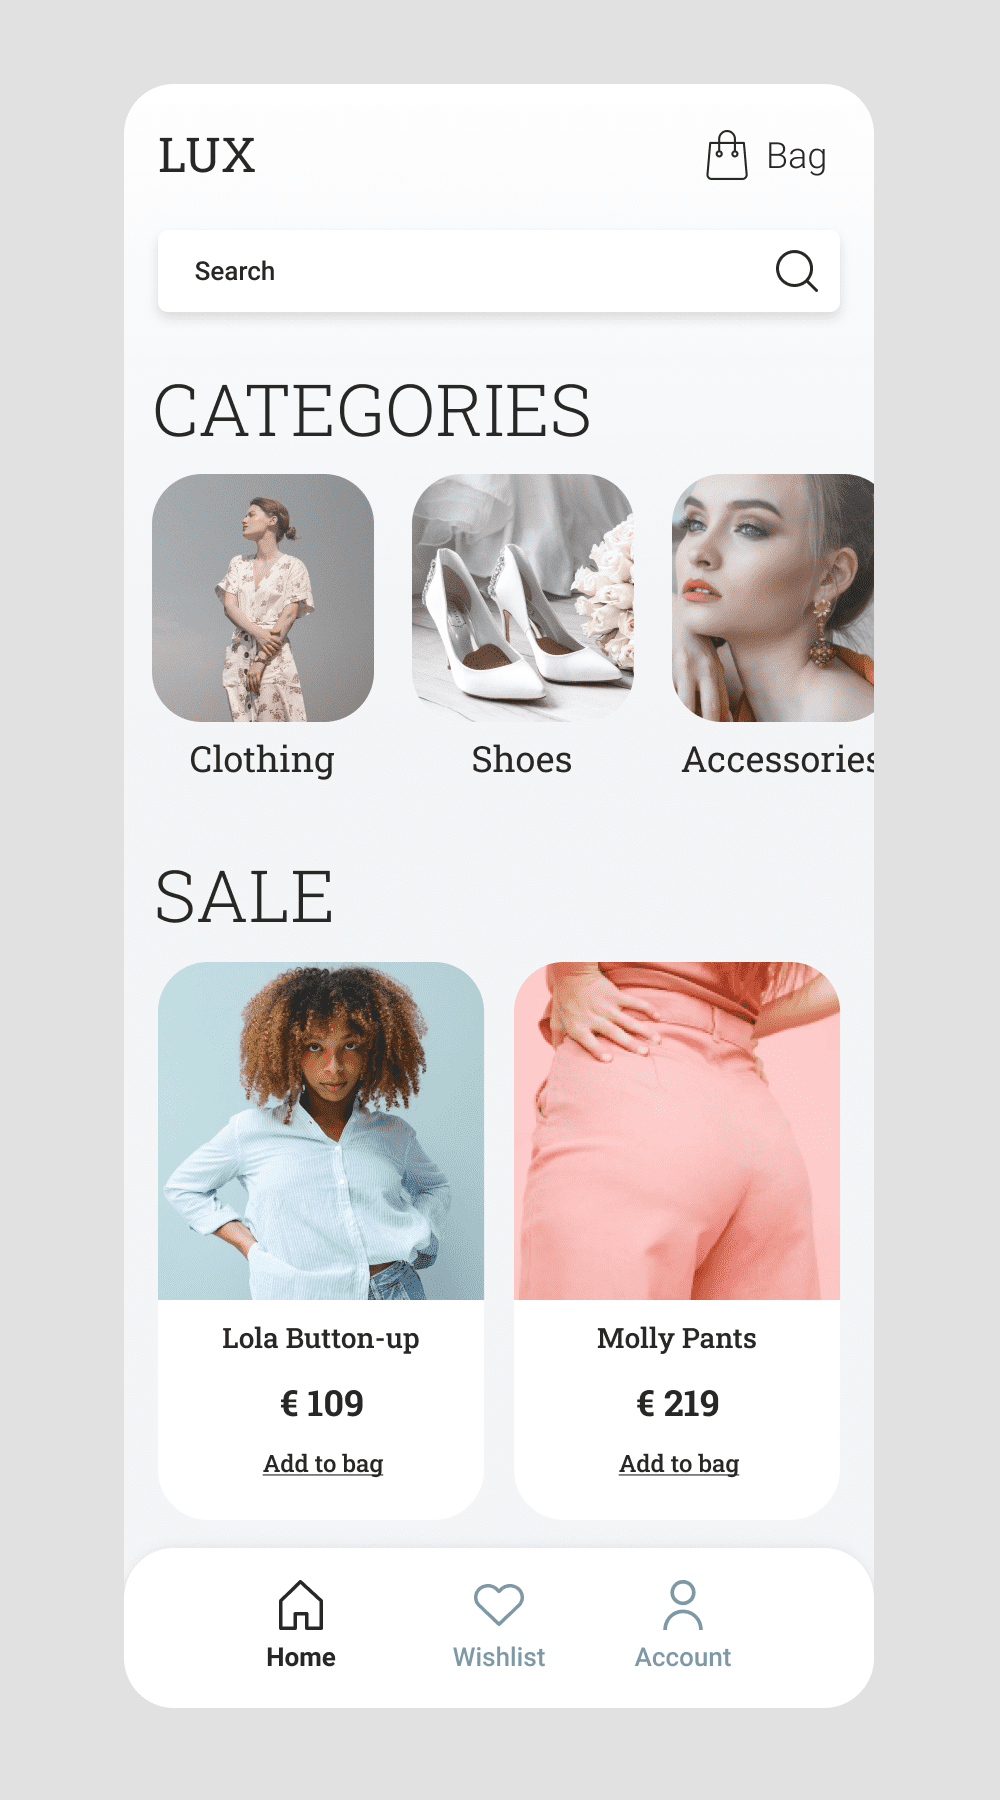 LUX
Bag
Search
CATEGORIES
Clothing
Shoes
Accessories
SALE
Lola Button-up
€ 109
Add to bag
Molly Pants
€ 219
Add to bag
Home
Wishlist
Account